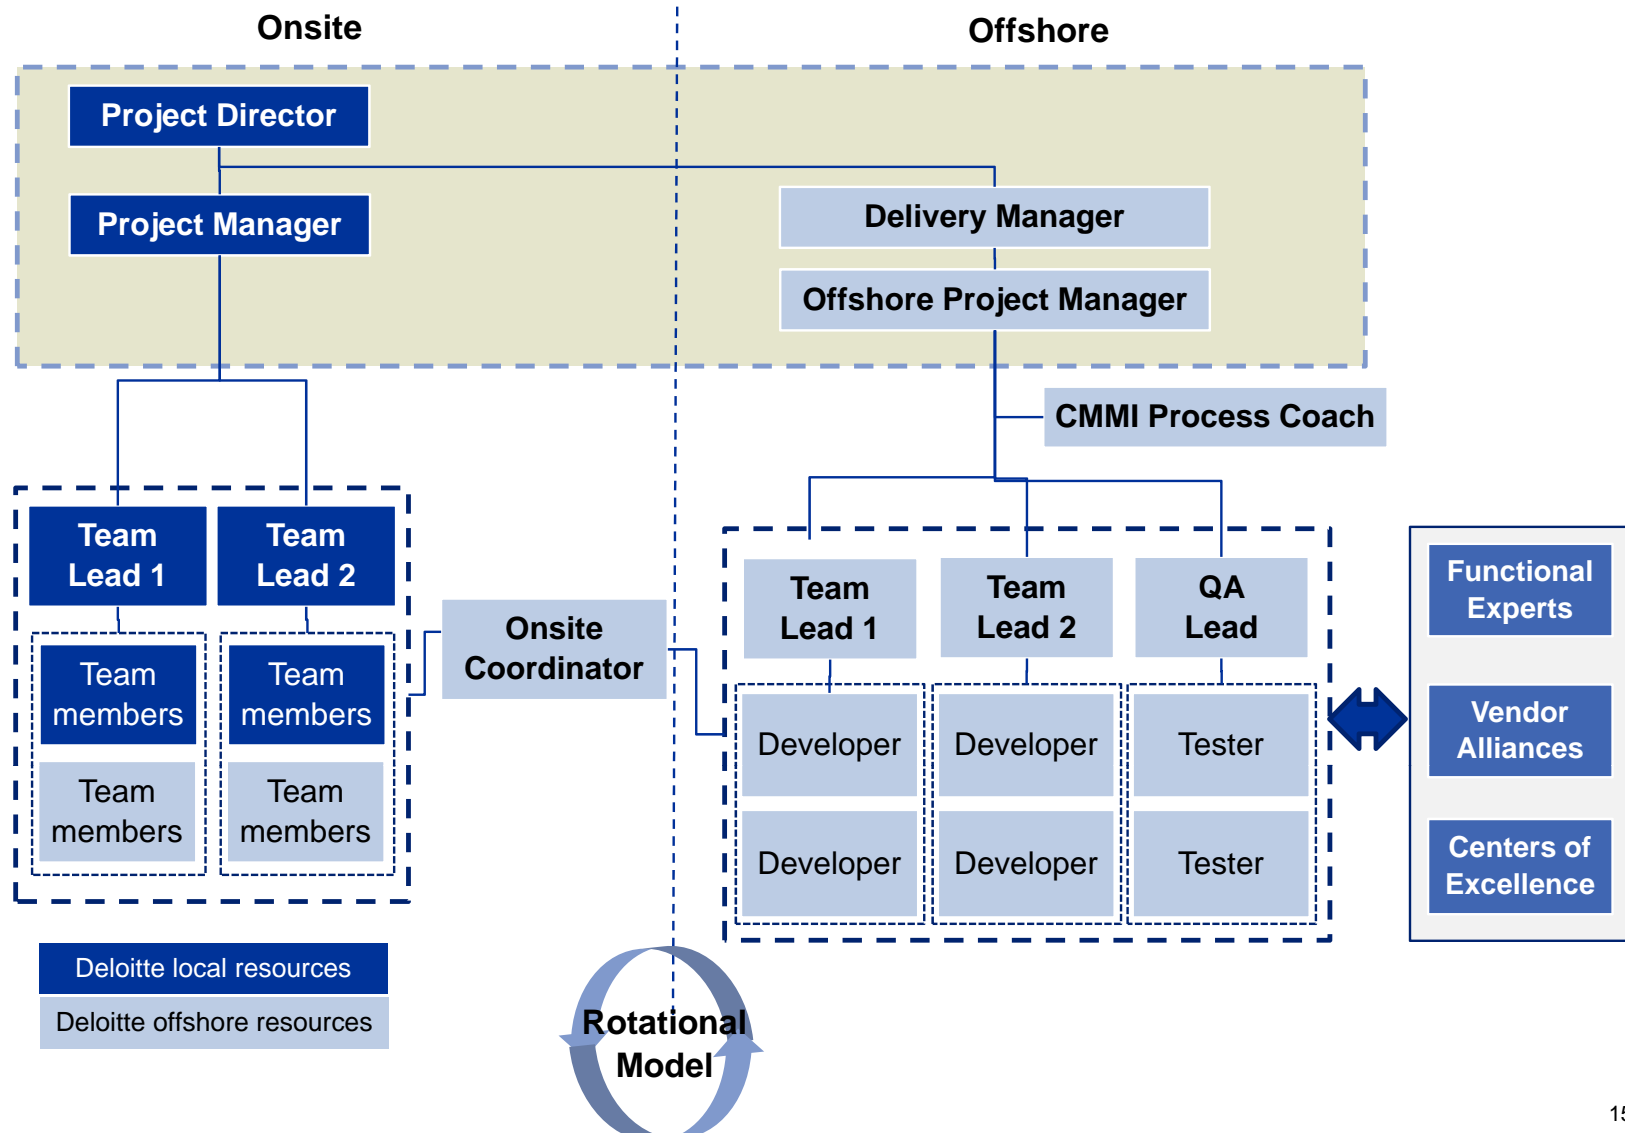 Onsite
Offshore
Project Director
Project Manager
Delivery Manager
Offshore Project Manager
CMMI Process Coach
Team
Lead 1
Team
Lead 2
Team
members
Team
members
Team
members
Team
members
Onsite
Coordinator
Team
Lead 1
Team
Lead 2
QA
Lead
Developer
Developer
Tester
Developer
Developer
Tester
Functional
Experts
Vendor
Alliances
Centers of
Excellence
Deloitte local resources
Deloitte offshore resources
Rotational
Model
15